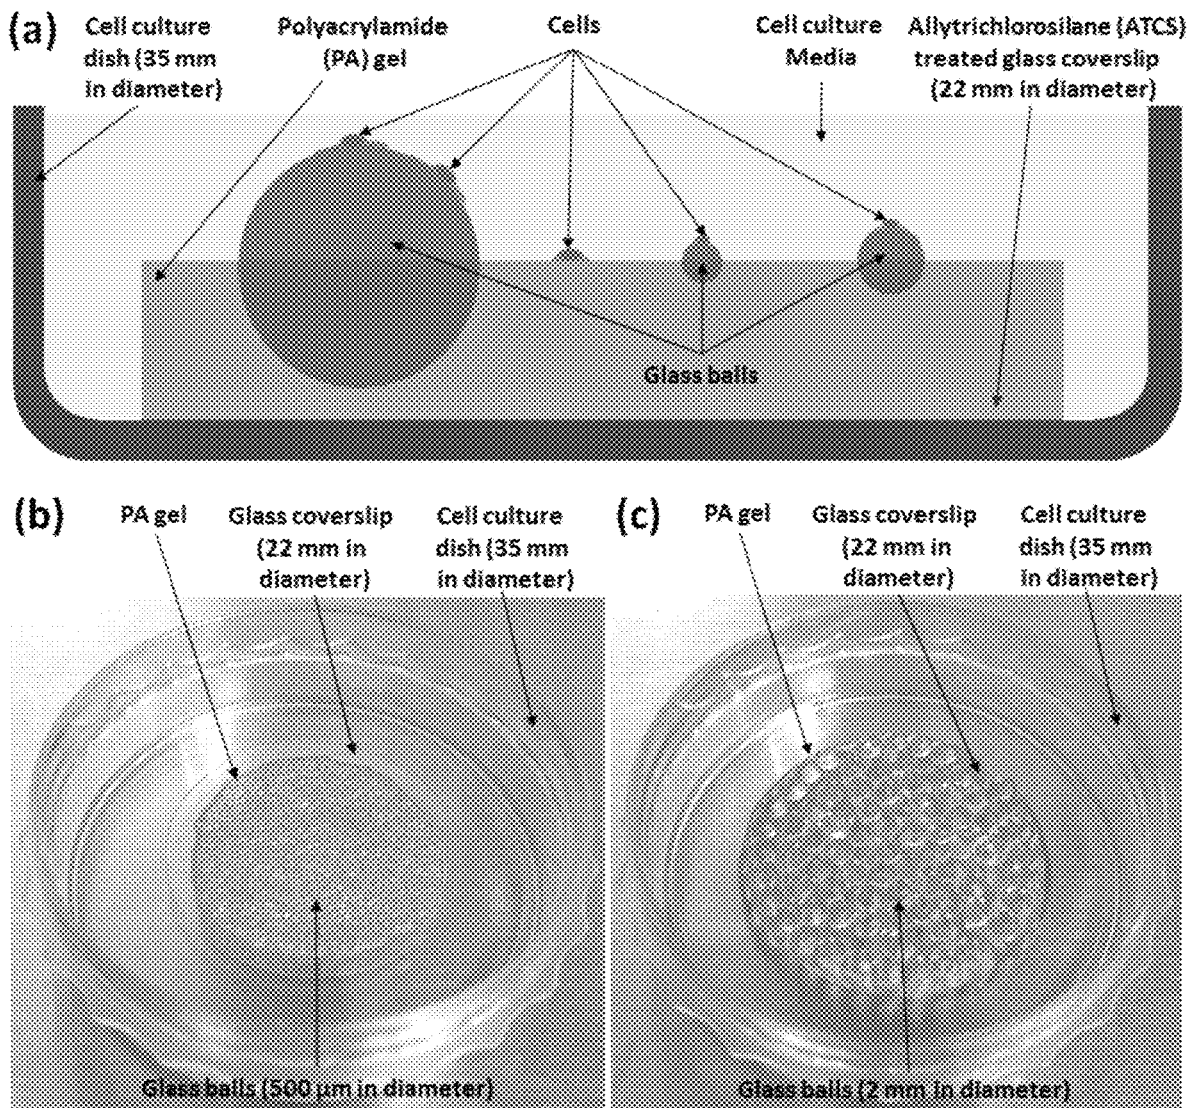 (a)
Cell culture
dish (35 mm
in diameter)
Polyacrylamide
(PA) gel
Cells
Cell culture
Media
Allytrichlorosilane (ATCS)
treated glass coverslip
(22 mm in diameter)
Glass balls
(b)
PA gel
Glass coverslip
(22 mm in
diameter)
Cell culture
dish (35 mm
in diameter)
Glass balls (500 µm in diameter)
(c)
PA gel
Glass coverslip
(22 mm in
diameter)
Cell culture
dish (35 mm
in diameter)
Glass balls (2 mm in diameter)